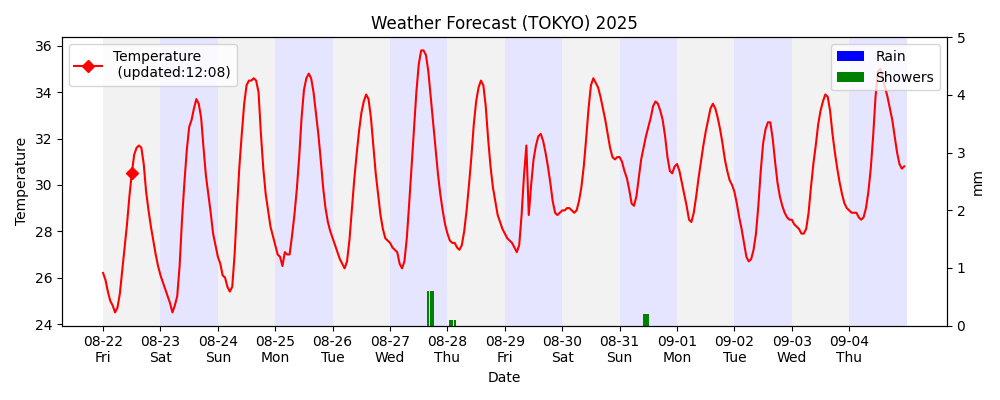 Weather Forecast (TOKYO) 2025
Temperature
(updated:12:08)
Rain
Showers
36
34
32
30
28
26
24
Temperature
5
4
3
2
1
0
mm
08-22 08-23 08-24 08-25 08-26 08-27 08-28 08-29 08-30 08-31 09-01 09-02 09-03 09-04
Fri Sat Sun Mon Tue Wed Thu Fri Sat Sun Mon Tue Wed Thu
Date